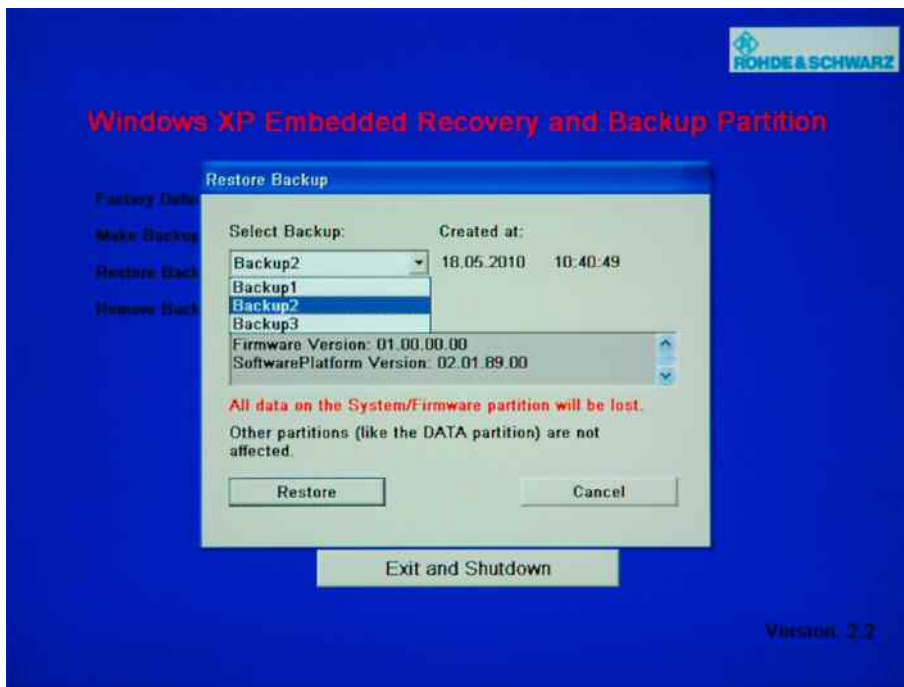 ROHDE & SCHWARZ
Windows XP Embedded Recovery and Backup Partition
Restore Backup
Factory Defa
Make Backup
Restore Back
Remove Back
Select Backup:
Created at:
Backup2
18.05.2010 10:40:49
Backup1
Backup2
Backup3
Firmware Version: 01.00.00.00
SoftwarePlatform Version: 02.01.89.00
All data on the System/Firmware partition will be lost.
Other partitions (like the DATA partition) are not
affected.
Restore
Cancel
Exit and Shutdown
Version 2.2